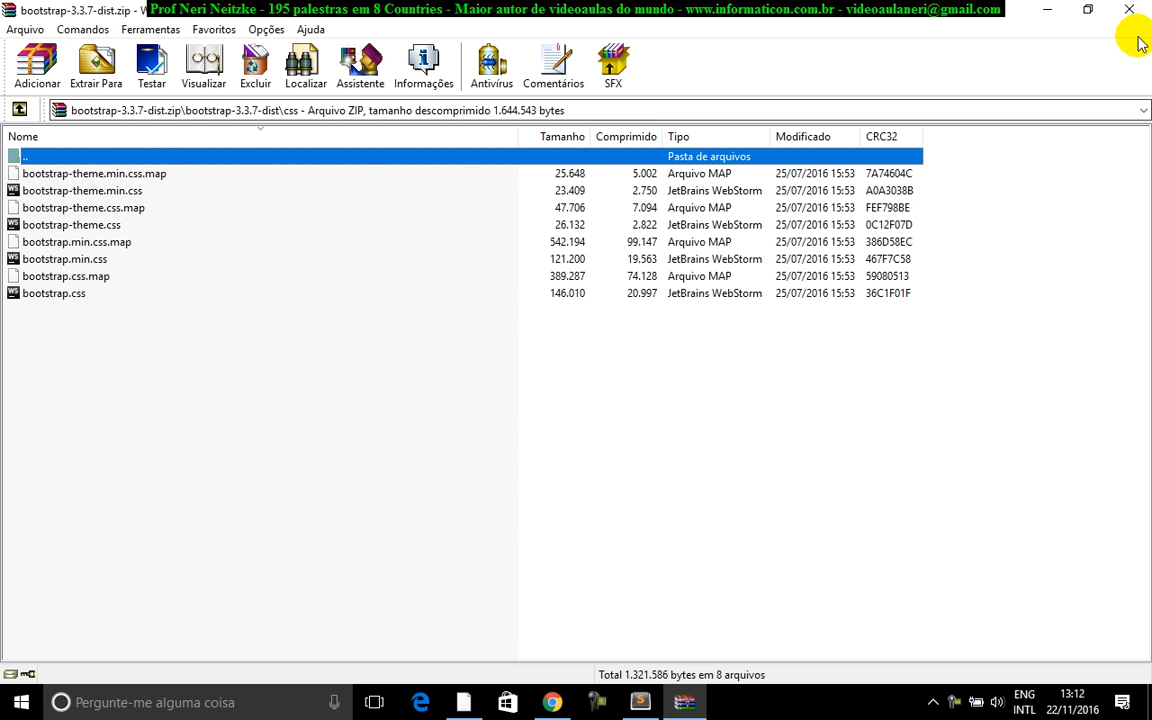 bootstrap-3.3.7-dist.zip - W
Prof Neri Neitzke - 195 palestras em 8 Countries - Maior autor de videoaulas do mundo - www.informaticon.com.br - videoaulaneri@gmail.com
Arquivo Comandos Ferramentas Favoritos Opções Ajuda
Adicionar Extrair Para Testar Visualizar Excluir Localizar Assistente Informações Antivírus Comentários SFX
bootstrap-3.3.7-dist.zip\bootstrap-3.3.7-dist\css - Arquivo ZIP, tamanho descomprimido 1.644.543 bytes
Nome Tamanho Comprimido Tipo Modificado CRC32
.. Pasta de arquivos
bootstrap-theme.min.css.map 25.648 5.002 Arquivo MAP 25/07/2016 15:53 7A74604C
bootstrap-theme.min.css 23.409 2.750 JetBrains WebStorm 25/07/2016 15:53 A0A3038B
bootstrap-theme.css.map 47.706 7.094 Arquivo MAP 25/07/2016 15:53 FEF798BE
bootstrap-theme.css 26.132 2.822 JetBrains WebStorm 25/07/2016 15:53 0C12F07D
bootstrap.min.css.map 542.194 99.147 Arquivo MAP 25/07/2016 15:53 386D58EC
bootstrap.min.css 121.200 19.563 JetBrains WebStorm 25/07/2016 15:53 467F7C58
bootstrap.css.map 389.287 74.128 Arquivo MAP 25/07/2016 15:53 59080513
bootstrap.css 146.010 20.997 JetBrains WebStorm 25/07/2016 15:53 36C1F01F
Total 1.321.586 bytes em 8 arquivos
Pergunte-me alguma coisa
ENG 13:12
INTL 22/11/2016